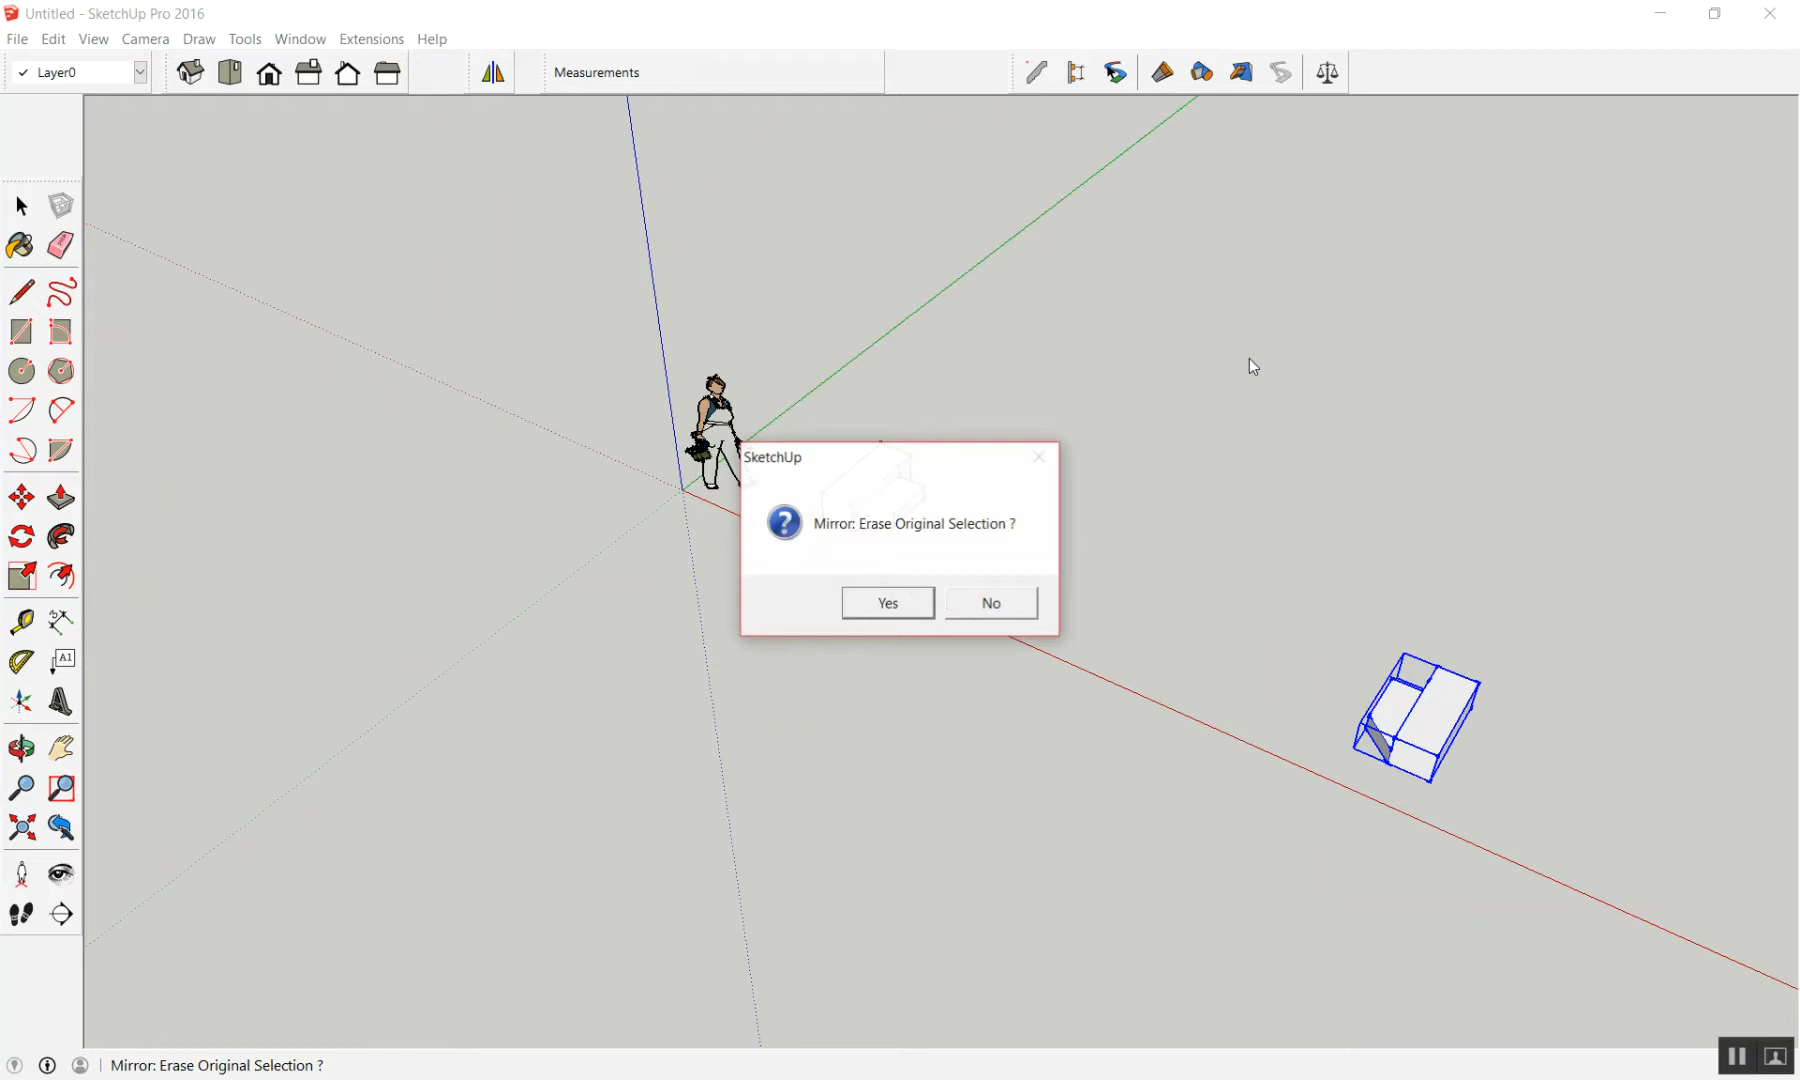 Untitled - SketchUp Pro 2016
File Edit View Camera Draw Tools Window Extensions Help
Layer0
Measurements
SketchUp
Mirror: Erase Original Selection ?
Yes No
A1
Mirror: Erase Original Selection ?